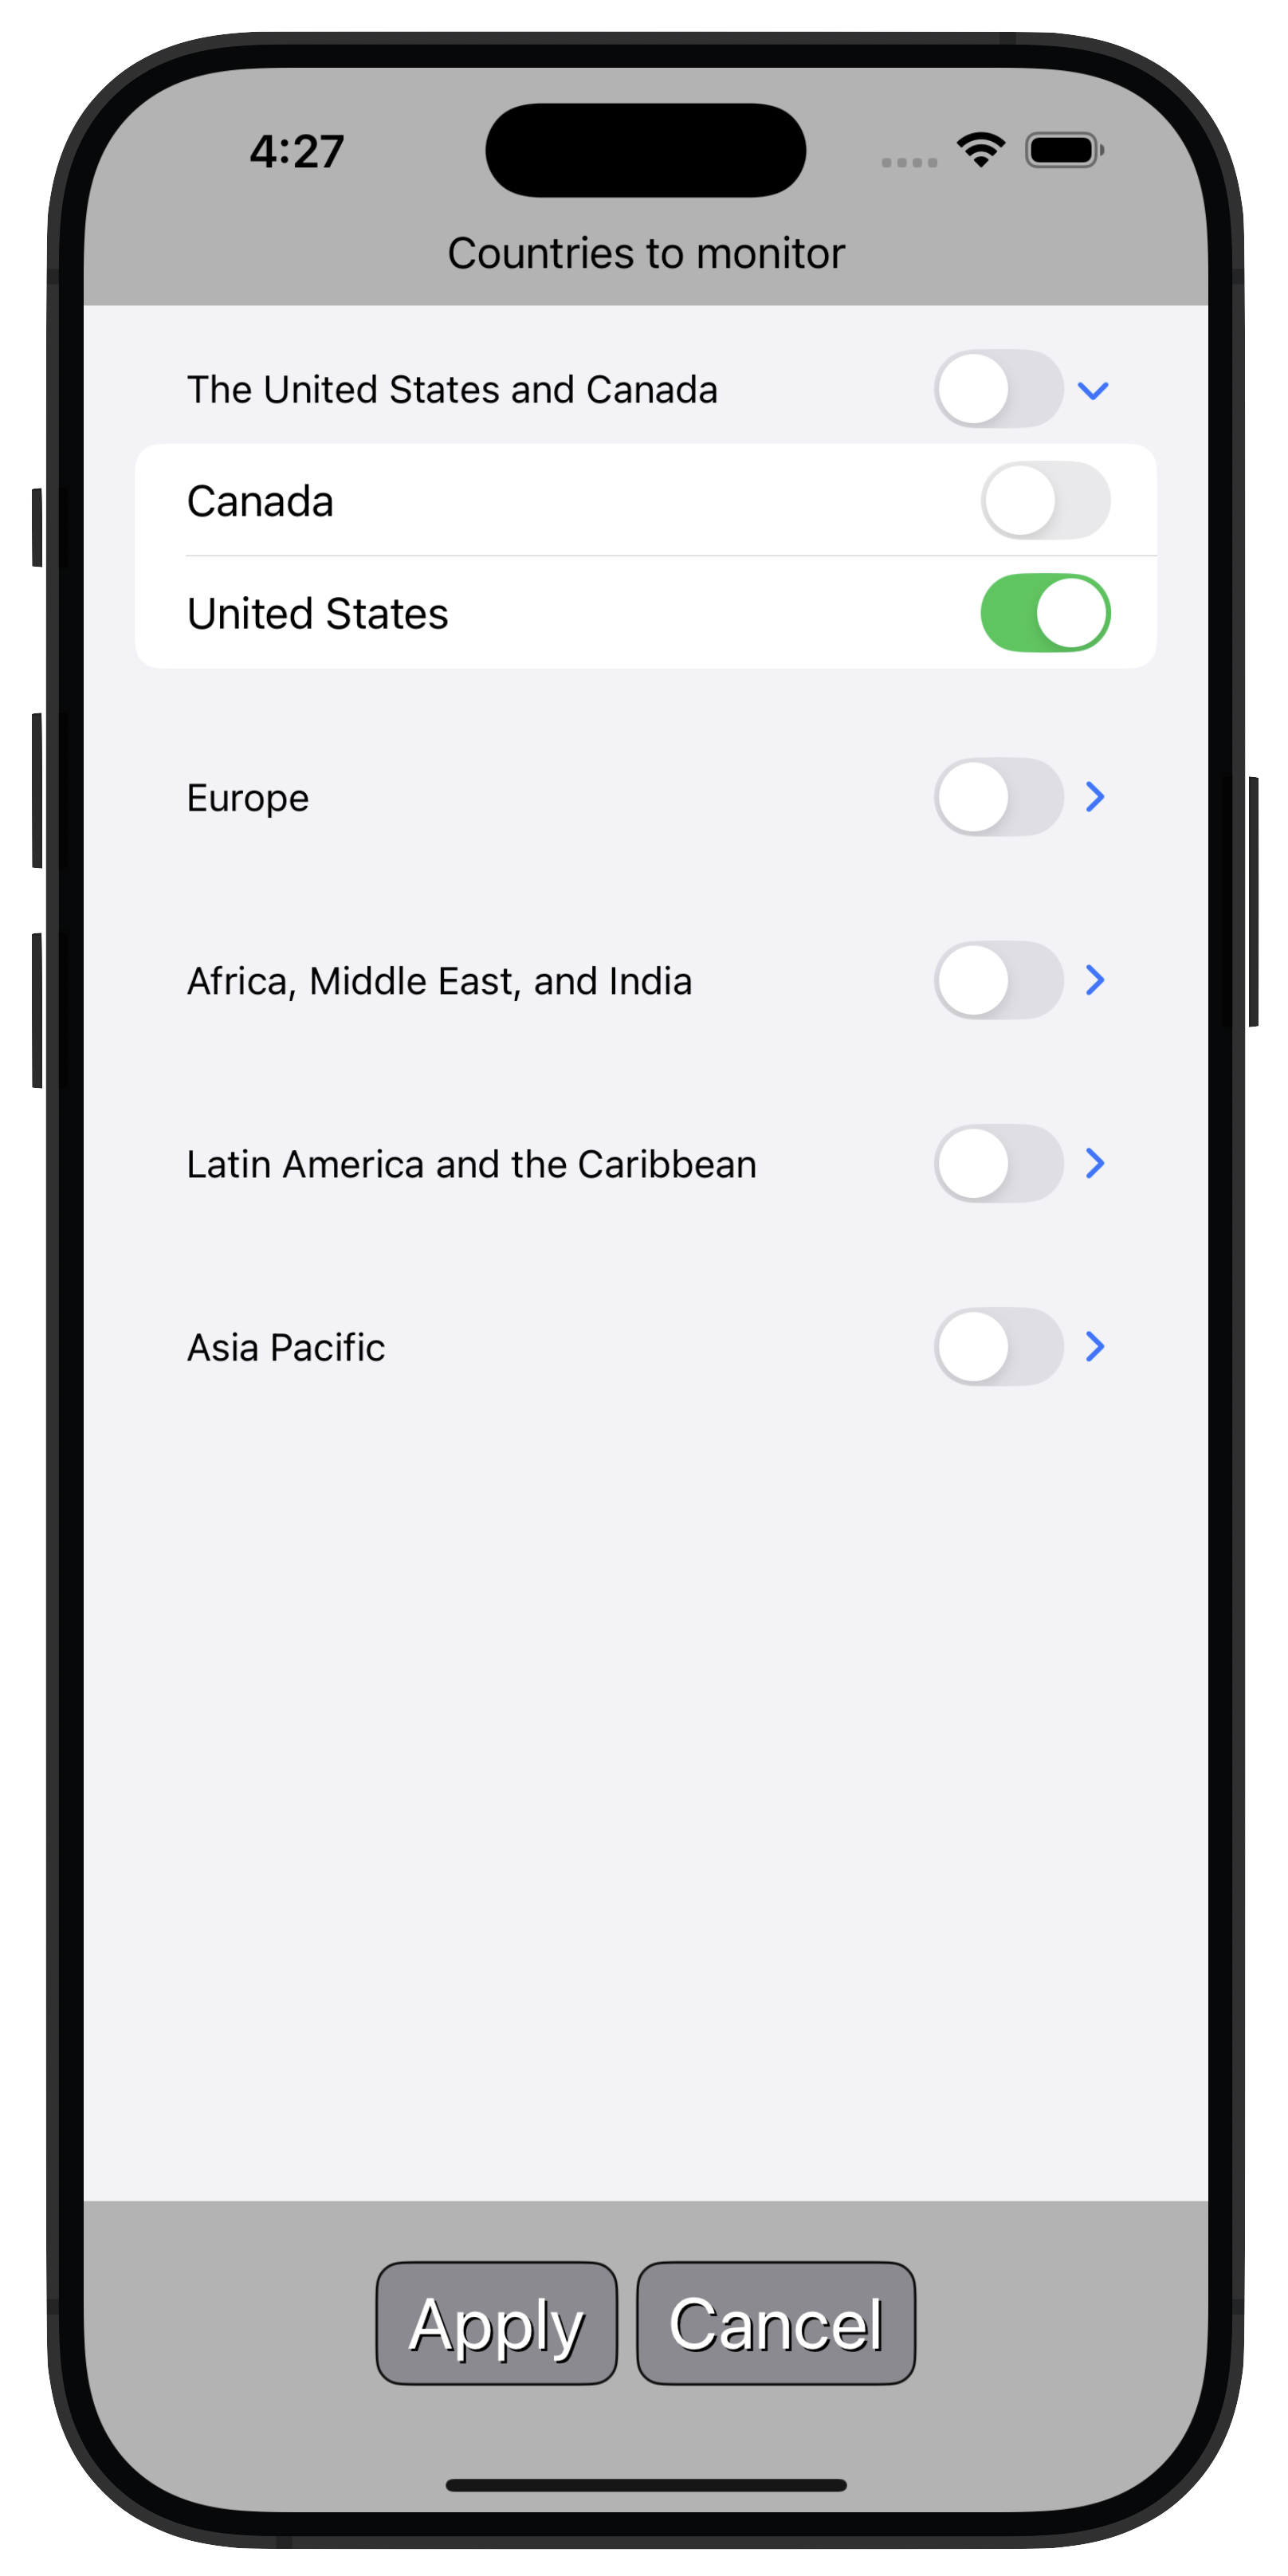 4:27
Countries to monitor
The United States and Canada
Canada
United States
Europe
Africa, Middle East, and India
Latin America and the Caribbean
Asia Pacific
Apply Cancel